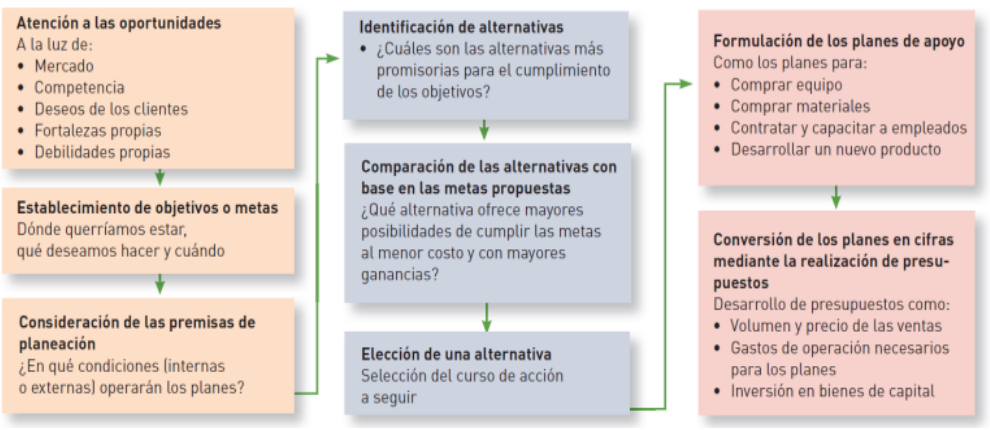 Atención a las oportunidades
A la luz de:
• Mercado
• Competencia
• Deseos de los clientes
• Fortalezas propias
• Debilidades propias
Establecimiento de objetivos o metas
Dónde querríamos estar,
qué deseamos hacer y cuándo
Consideración de las premisas de
planeación
¿En qué condiciones (internas
o externas) operarán los planes?
Identificación de alternativas
• ¿Cuáles son las alternativas más
promisorias para el cumplimiento
de los objetivos?
Comparación de las alternativas con
base en las metas propuestas
¿Qué alternativa ofrece mayores
posibilidades de cumplir las metas
al menor costo y con mayores
ganancias?
Elección de una alternativa
Selección del curso de acción
a seguir
Formulación de los planes de apoyo
Como los planes para:
• Comprar equipo
• Comprar materiales
• Contratar y capacitar a empleados
• Desarrollar un nuevo producto
Conversión de los planes en cifras
mediante la realización de presu-
puestos
Desarrollo de presupuestos como:
• Volumen y precio de las ventas
• Gastos de operación necesarios
para los planes
• Inversión en bienes de capital